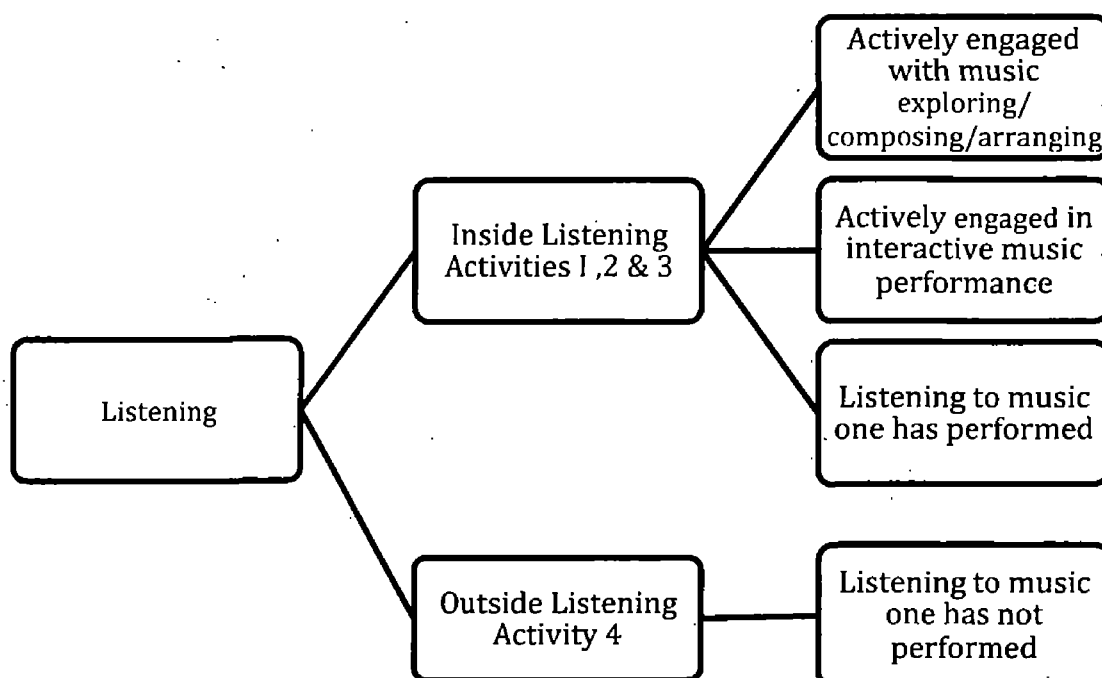 Actively engaged
with music
exploring/
composing/arranging
Inside Listening
Activities I ,2 & 3
Actively engaged in
interactive music
performance
Listening
Listening to music
one has performed
Outside Listening
Activity 4
Listening to music
one has not
performed